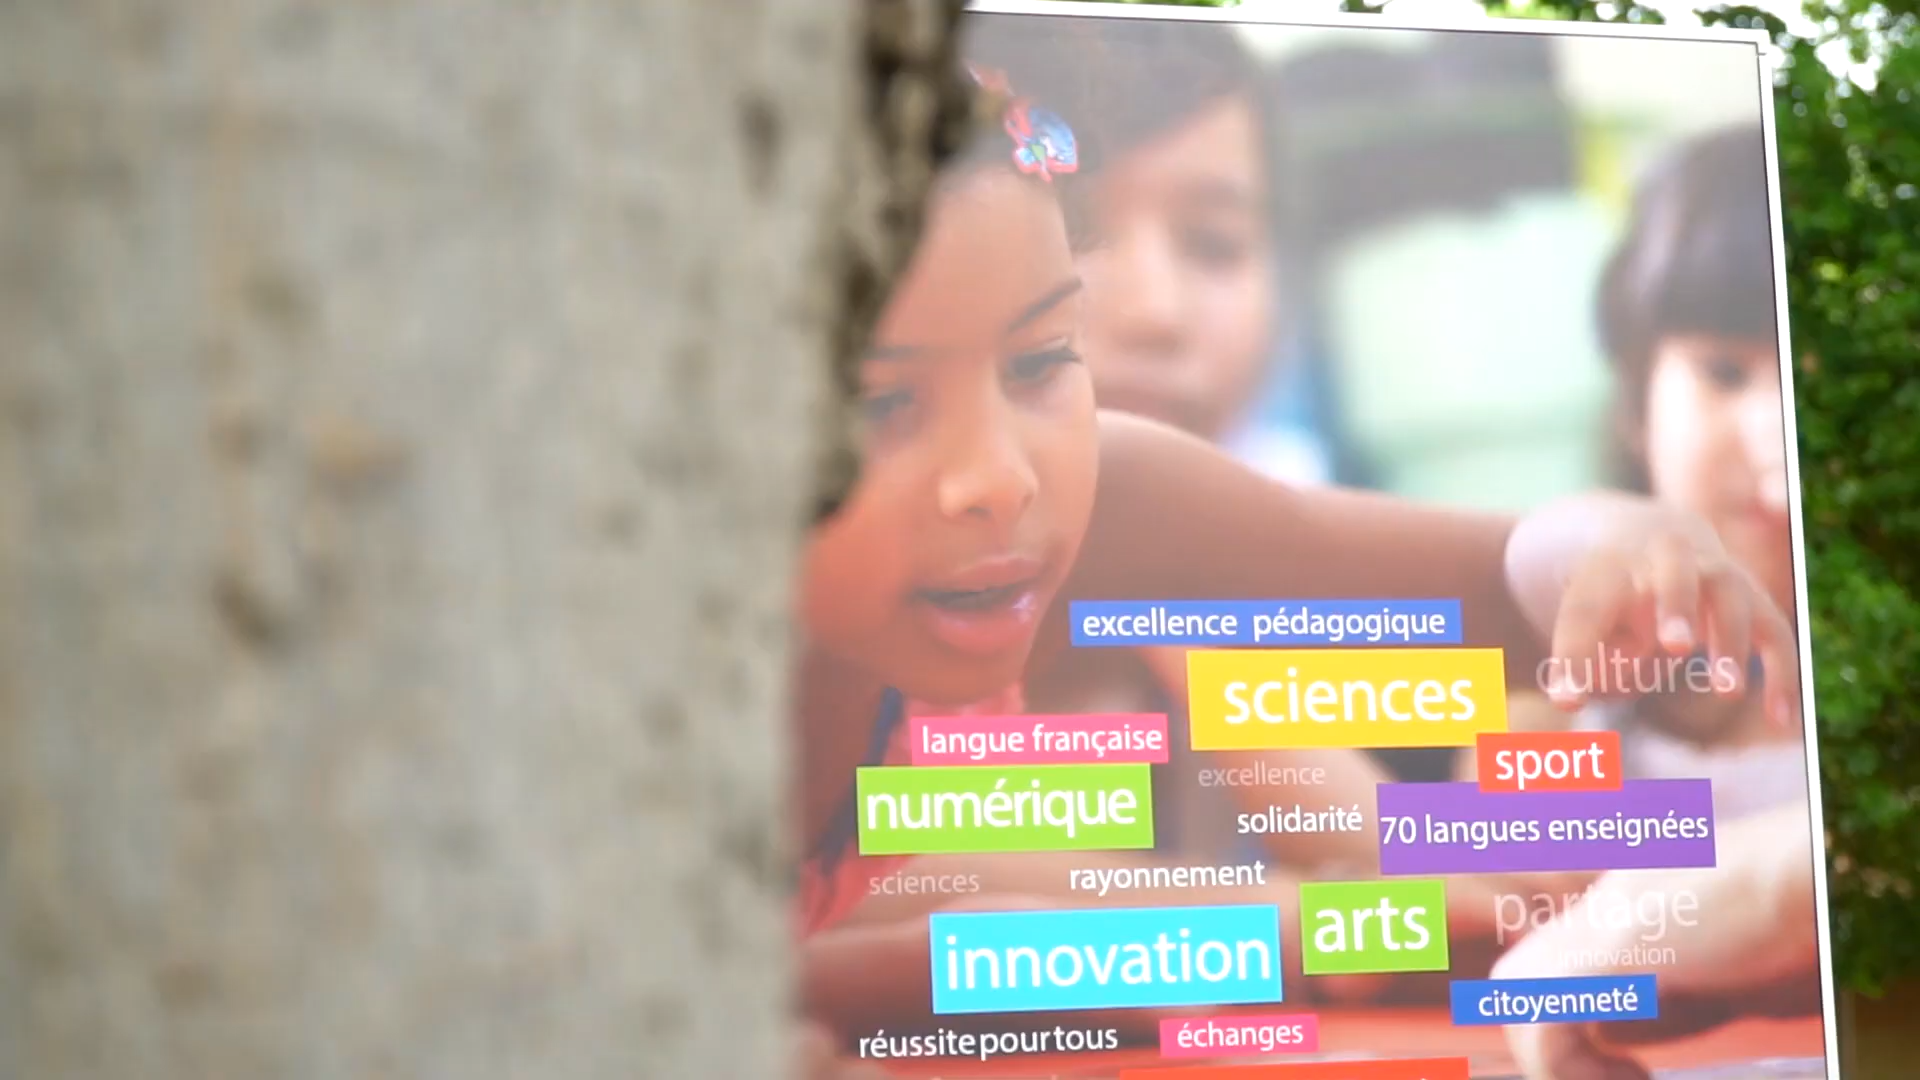 excellence pédagogique
sciences
cultures
langue française
sport
excellence
numérique
solidarité
70 langues enseignées
sciences
rayonnement
arts
partage
innovation
innovation
citoyenneté
réussite pour tous
échanges